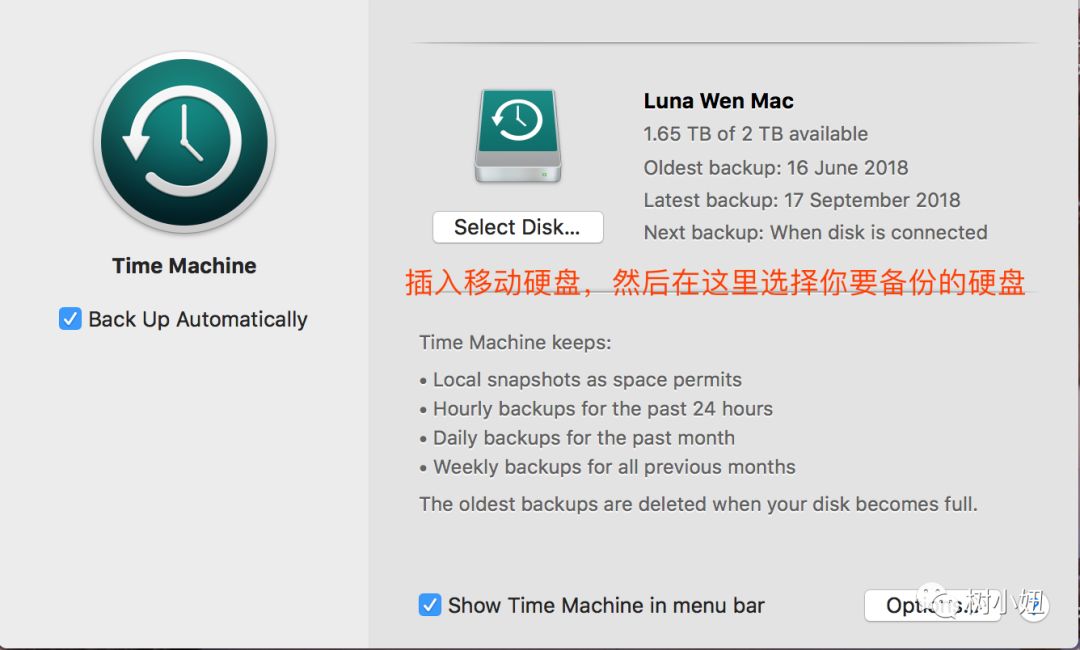 Time Machine
Back Up Automatically
Luna Wen Mac
1.65 TB of 2 TB available
Oldest backup: 16 June 2018
Latest backup: 17 September 2018
Next backup: When disk is connected
Select Disk...
插入移动硬盘，然后在这里选择你要备份的硬盘
Time Machine keeps:
• Local snapshots as space permits
• Hourly backups for the past 24 hours
• Daily backups for the past month
• Weekly backups for all previous months
The oldest backups are deleted when your disk becomes full.
Show Time Machine in menu bar
Options...
?
树小妞